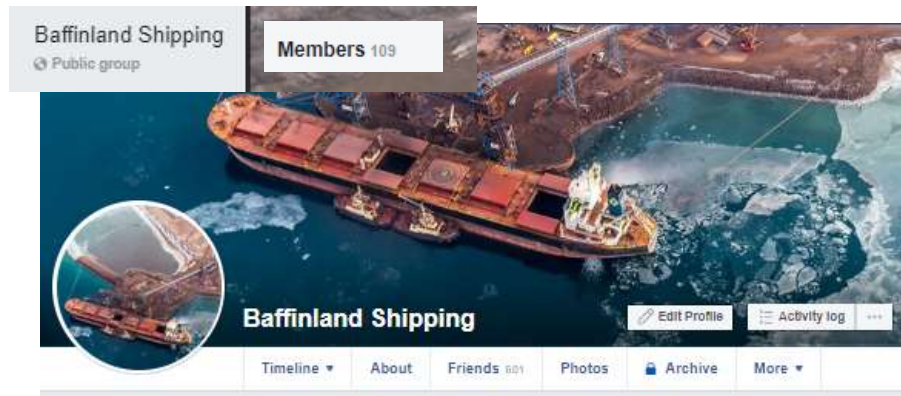 Baffinland Shipping
Public group
Members 109
Baffinland Shipping
Edit Profile
Activity log
Timeline
About
Friends 601
Photos
Archive
More